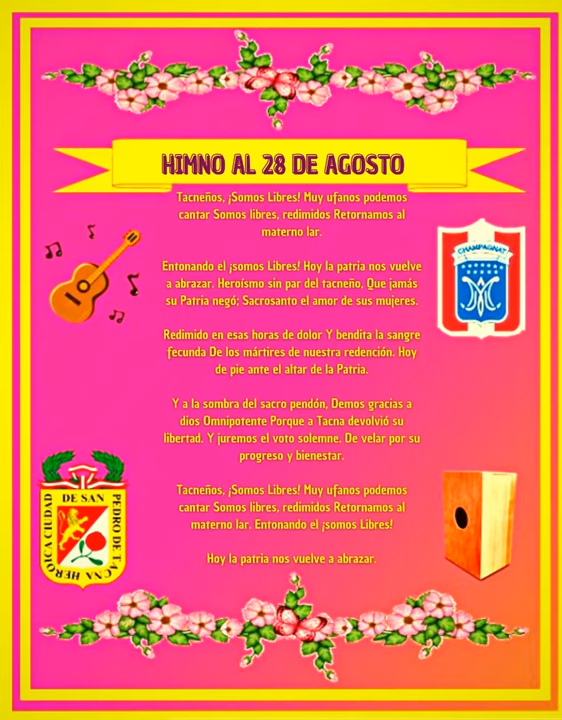 HIMNO AL 28 DE AGOSTO
Tacneños, ¡Somos Libres! Muy ufanos podemos
cantar Somos libres, redimidos Retornamos al
materno lar.
Entonando el ¡somos Libres! Hoy la patria nos vuelve
a abrazar. Heroísmo sin par del tacneño, Que jamás
su Patria negó; Sacrosanto el amor de sus mujeres.
CHAMPAGNAT
Redimido en esas horas de dolor Y bendita la sangre
fecunda De los mártires de nuestra redención. Hoy
de pie ante el altar de la Patria.
Y a la sombra del sacro pendón, Demos gracias a
dios Omnipotente Porque a Tacna devolvió su
libertad. Y juremos el voto solemne. De velar por su
progreso y bienestar.
Tacneños, ¡Somos Libres! Muy ufanos podemos
cantar Somos libres, redimidos Retornamos al
materno lar. Entonando el ¡somos Libres!
Hoy la patria nos vuelve a abrazar.
HERÓICA CIUDAD DE SAN PEDRO DE TACNA